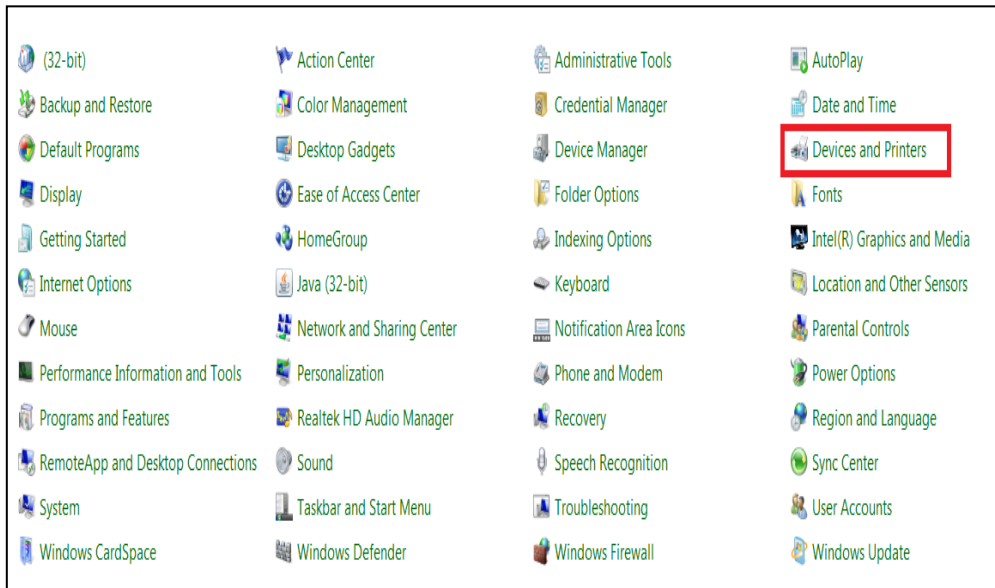 (32-bit) Action Center Administrative Tools AutoPlay
Backup and Restore Color Management Credential Manager Date and Time
Default Programs Desktop Gadgets Device Manager Devices and Printers
Display Ease of Access Center Folder Options Fonts
Getting Started HomeGroup Indexing Options Intel(R) Graphics and Media
Internet Options Java (32-bit) Keyboard Location and Other Sensors
Mouse Network and Sharing Center Notification Area Icons Parental Controls
Performance Information and Tools Personalization Phone and Modem Power Options
Programs and Features Realtek HD Audio Manager Recovery Region and Language
RemoteApp and Desktop Connections Sound Speech Recognition Sync Center
System Taskbar and Start Menu Troubleshooting User Accounts
Windows CardSpace Windows Defender Windows Firewall Windows Update